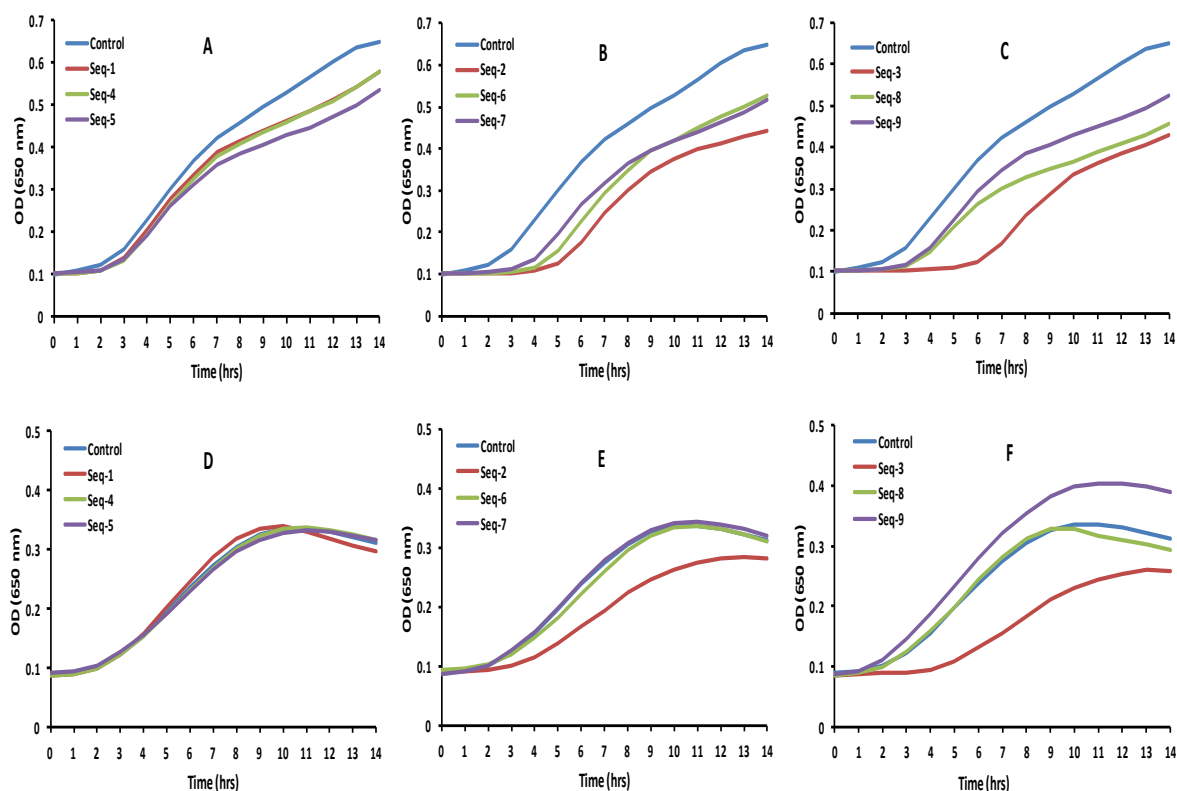 A
Control
Seq-1
Seq-4
Seq-5
OD (650 nm)
0.7
0.6
0.5
0.4
0.3
0.2
0.1
0
0 1 2 3 4 5 6 7 8 9 10 11 12 13 14
Time (hrs)
B
Control
Seq-2
Seq-6
Seq-7
OD (650 nm)
0.7
0.6
0.5
0.4
0.3
0.2
0.1
0
0 1 2 3 4 5 6 7 8 9 10 11 12 13 14
Time (hrs)
C
Control
Seq-3
Seq-8
Seq-9
OD (650 nm)
0.7
0.6
0.5
0.4
0.3
0.2
0.1
0
0 1 2 3 4 5 6 7 8 9 10 11 12 13 14
Time (hrs)
D
Control
Seq-1
Seq-4
Seq-5
OD (650 nm)
0.5
0.4
0.3
0.2
0.1
0
0 1 2 3 4 5 6 7 8 9 10 11 12 13 14
Time (hrs)
E
Control
Seq-2
Seq-6
Seq-7
OD (650 nm)
0.5
0.4
0.3
0.2
0.1
0
0 1 2 3 4 5 6 7 8 9 10 11 12 13 14
Time (hrs)
F
Control
Seq-3
Seq-8
Seq-9
OD (650 nm)
0.5
0.4
0.3
0.2
0.1
0
0 1 2 3 4 5 6 7 8 9 10 11 12 13 14
Time (hrs)